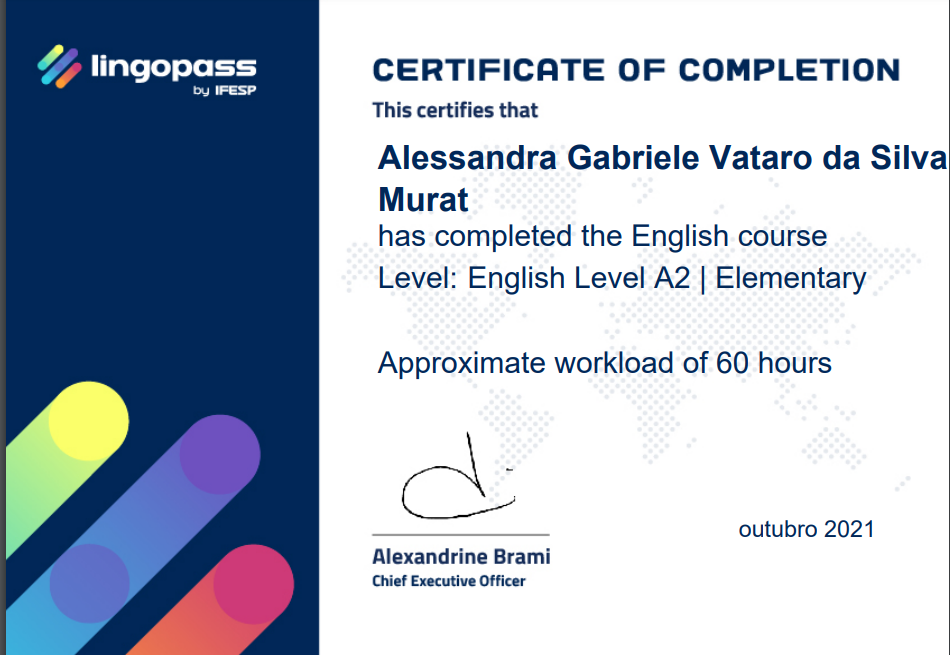 lingopass
by IFESP
CERTIFICATE OF COMPLETION
This certifies that
Alessandra Gabriele Vataro da Silva
Murat
has completed the English course
Level: English Level A2 | Elementary
Approximate workload of 60 hours
outubro 2021
Alexandrine Brami
Chief Executive Officer